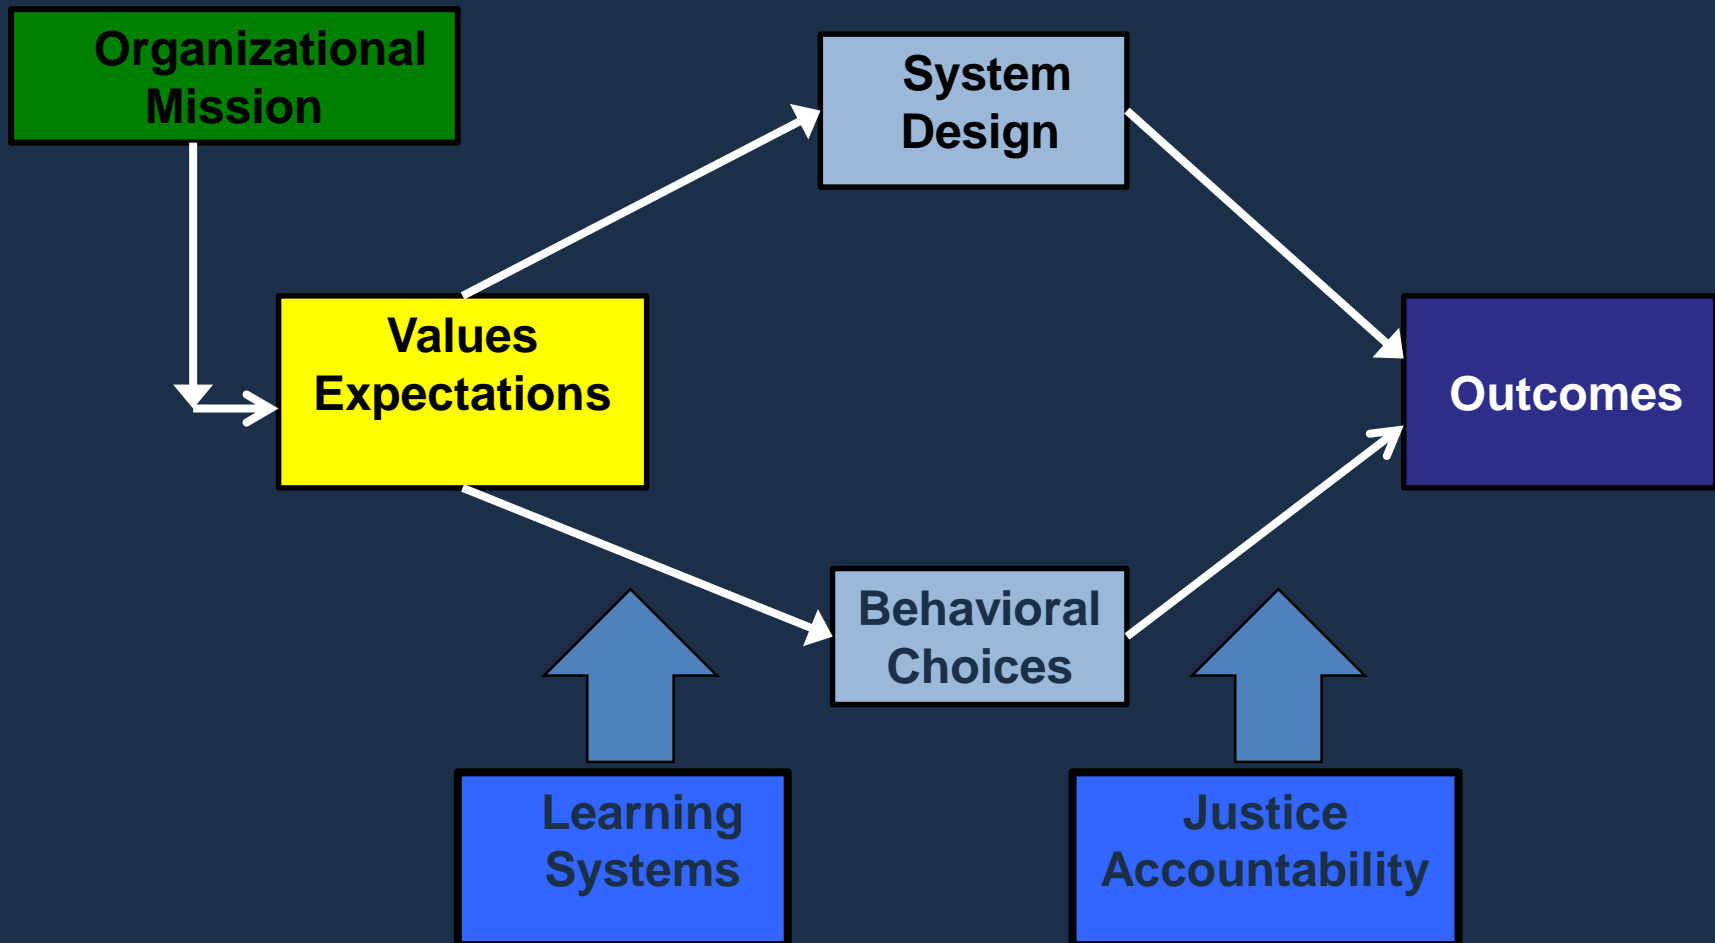 Organizational
Mission
System
Design
Values
Expectations
Outcomes
Behavioral
Choices
Learning
Systems
Justice
Accountability